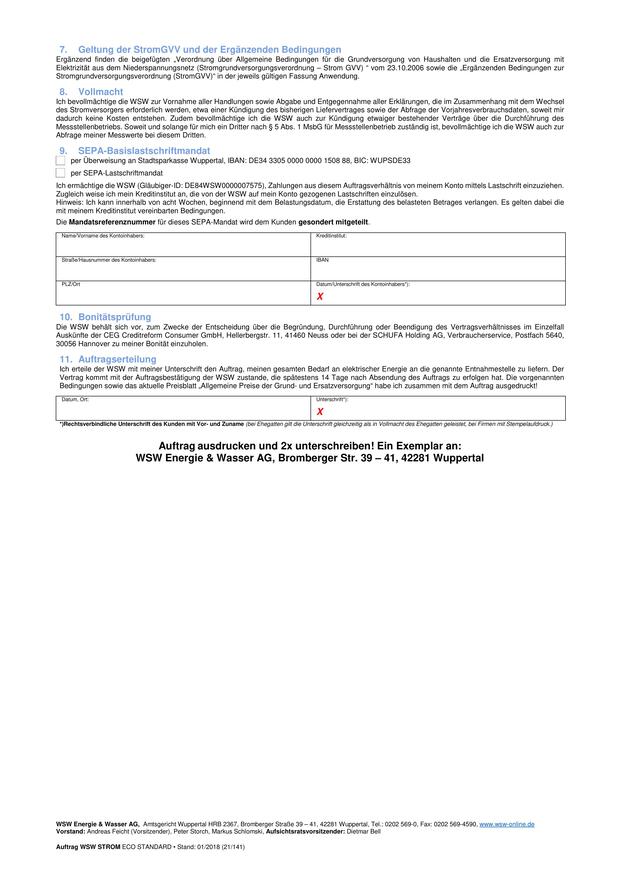 7. Geltung der StromGVV und der Ergänzenden Bedingungen
Ergänzend finden die beigefügten „Verordnung über Allgemeine Bedingungen für die Grundversorgung von Haushalten und die Ersatzversorgung mit
Elektrizität aus dem Niederspannungsnetz (Stromgrundversorgungsverordnung – Strom GVV) “ vom 23.10.2006 sowie die „Ergänzenden Bedingungen zur
Stromgrundversorgungsverordnung (StromGVV)“ in der jeweils gültigen Fassung Anwendung.
8. Vollmacht
Ich bevollmächtige die WSW zur Vornahme aller Handlungen sowie Abgabe und Entgegennahme aller Erklärungen, die im Zusammenhang mit dem Wechsel
des Stromversorgers erforderlich werden, etwa einer Kündigung des bisherigen Liefervertrages sowie der Abfrage der Vorjahresverbrauchsdaten, soweit mir
dadurch keine Kosten entstehen. Zudem bevollmächtige ich die WSW auch zur Kündigung etwaiger bestehender Verträge über die Durchführung des
Messstellenbetriebs. Soweit und solange für mich ein Dritter nach § 5 Abs. 1 MsbG für Messstellenbetrieb zuständig ist, bevollmächtige ich die WSW auch zur
Abfrage meiner Messwerte bei diesem Dritten.
9. SEPA-Basislastschriftmandat
per Überweisung an Stadtsparkasse Wuppertal, IBAN: DE34 3305 0000 0000 1508 88, BIC: WUPSDE33
per SEPA-Lastschriftmandat
Ich ermächtige die WSW (Gläubiger-ID: DE84WSW0000007575), Zahlungen aus diesem Auftragsverhältnis von meinem Konto mittels Lastschrift einzuziehen.
Zugleich weise ich mein Kreditinstitut an, die von der WSW auf mein Konto gezogenen Lastschriften einzulösen.
Hinweis: Ich kann innerhalb von acht Wochen, beginnend mit dem Belastungsdatum, die Erstattung des belasteten Betrages verlangen. Es gelten dabei die
mit meinem Kreditinstitut vereinbarten Bedingungen.
Die Mandatsreferenznummer für dieses SEPA-Mandat wird dem Kunden gesondert mitgeteilt.
Name/Vorname des Kontoinhabers: Kreditinstitut:
Straße/Hausnummer des Kontoinhabers: IBAN
PLZ/Ort Datum/Unterschrift des Kontoinhabers*):
X
10. Bonitätsprüfung
Die WSW behält sich vor, zum Zwecke der Entscheidung über die Begründung, Durchführung oder Beendigung des Vertragsverhältnisses im Einzelfall
Auskünfte der CEG Creditreform Consumer GmbH, Hellerbergstr. 11, 41460 Neuss oder bei der SCHUFA Holding AG, Verbraucherservice, Postfach 5640,
30056 Hannover zu meiner Bonität einzuholen.
11. Auftragserteilung
Ich erteile der WSW mit meiner Unterschrift den Auftrag, meinen gesamten Bedarf an elektrischer Energie an die genannte Entnahmestelle zu liefern. Der
Vertrag kommt mit der Auftragsbestätigung der WSW zustande, die spätestens 14 Tage nach Absendung des Auftrags zu erfolgen hat. Die vorgenannten
Bedingungen sowie das aktuelle Preisblatt „Allgemeine Preise der Grund- und Ersatzversorgung“ habe ich zusammen mit dem Auftrag ausgedruckt!
Datum, Ort: Unterschrift*):
X
*)Rechtsverbindliche Unterschrift des Kunden mit Vor- und Zuname (bei Ehegatten gilt die Unterschrift gleichzeitig als in Vollmacht des Ehegatten geleistet, bei Firmen mit Stempelaufdruck.)
Auftrag ausdrucken und 2x unterschreiben! Ein Exemplar an:
WSW Energie & Wasser AG, Bromberger Str. 39 – 41, 42281 Wuppertal
WSW Energie & Wasser AG, Amtsgericht Wuppertal HRB 2367, Bromberger Straße 39 – 41, 42281 Wuppertal, Tel.: 0202 569-0, Fax: 0202 569-4590, www.wsw-online.de
Vorstand: Andreas Feicht (Vorsitzender), Peter Storch, Markus Schlomski, Aufsichtsratsvorsitzender: Dietmar Bell
Auftrag WSW STROM ECO STANDARD • Stand: 01/2018 (21/141)